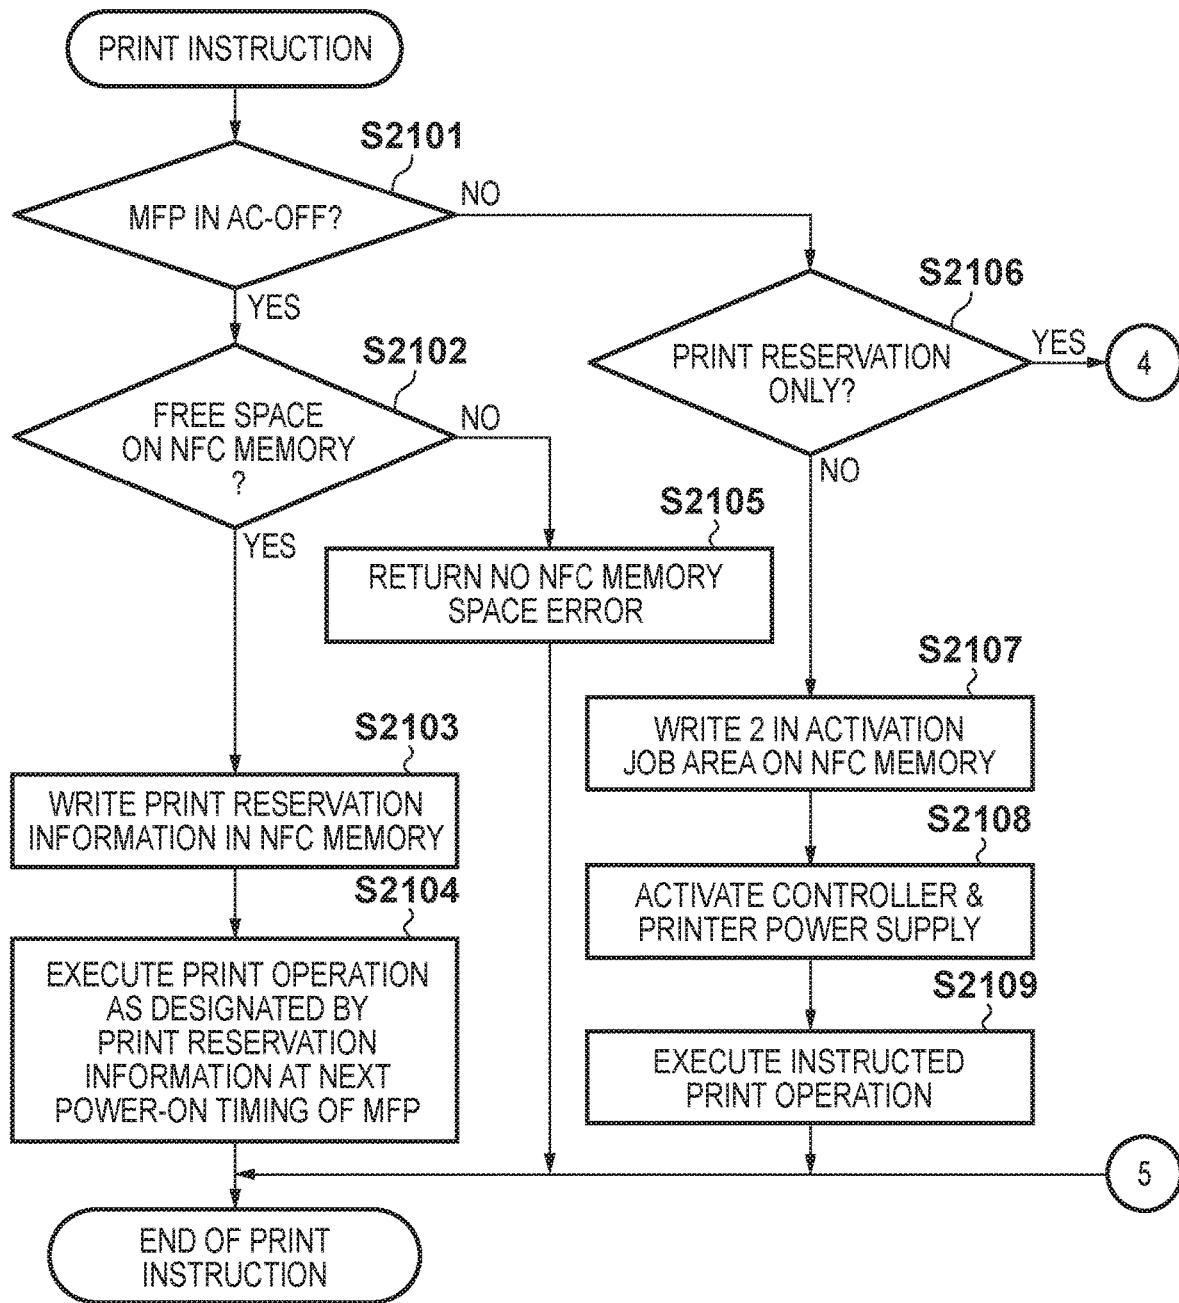 PRINT INSTRUCTION
S2101
MFP IN AC-OFF?
NO
YES
S2106
PRINT RESERVATION
ONLY?
YES
4
NO
S2102
FREE SPACE
ON NFC MEMORY
?
NO
YES
S2105
RETURN NO NFC MEMORY
SPACE ERROR
S2107
WRITE 2 IN ACTIVATION
JOB AREA ON NFC MEMORY
S2103
WRITE PRINT RESERVATION
INFORMATION IN NFC MEMORY
S2108
ACTIVATE CONTROLLER &
PRINTER POWER SUPPLY
S2104
EXECUTE PRINT OPERATION
AS DESIGNATED BY
PRINT RESERVATION
INFORMATION AT NEXT
POWER-ON TIMING OF MFP
S2109
EXECUTE INSTRUCTED
PRINT OPERATION
5
END OF PRINT
INSTRUCTION